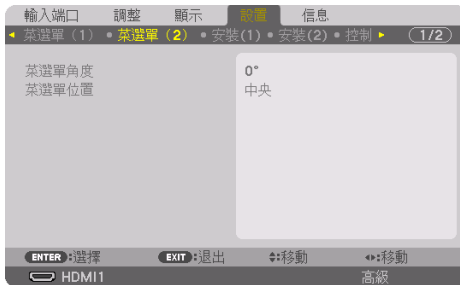 輸入端口 調整 顯示 設置 信息
◂ 菜選單（1） • 菜選單（2） • 安裝(1) • 安裝(2) • 控制 ▸ 1/2
菜選單角度 0°
菜選單位置 中央
ENTER:選擇 EXIT:退出 :移動 :移動
HDMI1 高級